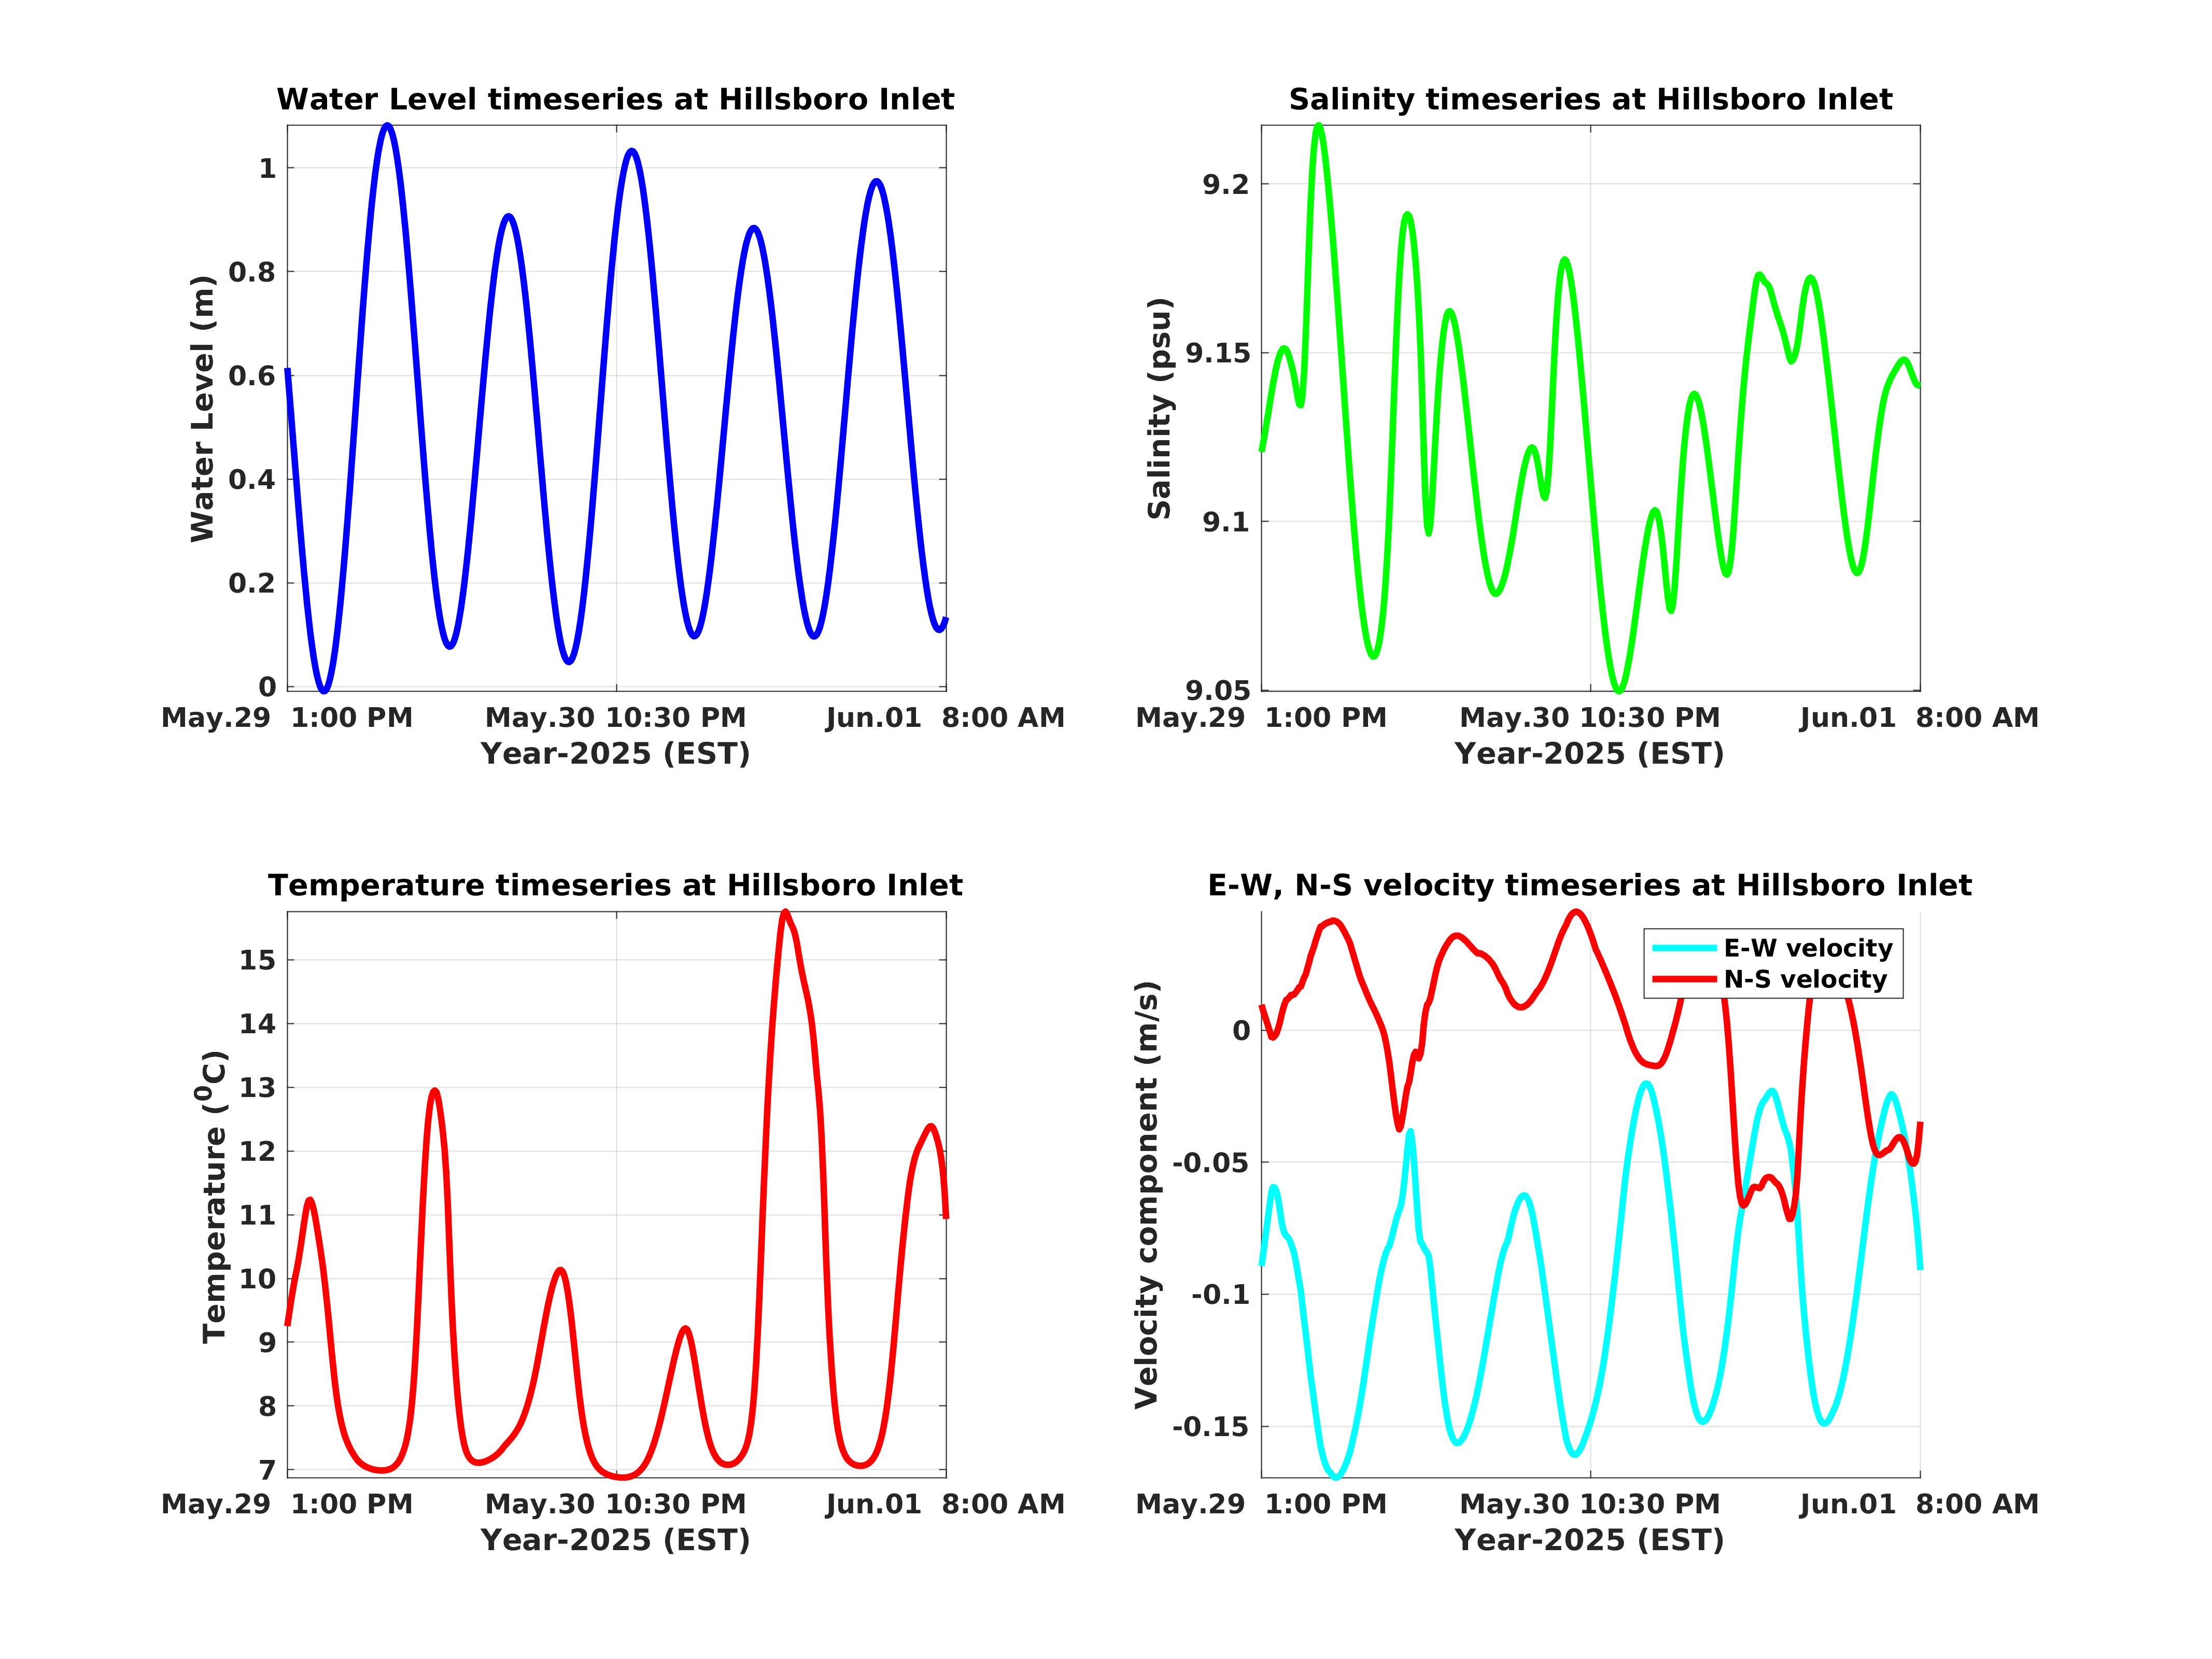 Water Level timeseries at Hillsboro Inlet
Water Level (m)
1
0.8
0.6
0.4
0.2
0
May.29 1:00 PM
May.30 10:30 PM
Jun.01 8:00 AM
Year-2025 (EST)
Salinity timeseries at Hillsboro Inlet
Salinity (psu)
9.2
9.15
9.1
9.05
May.29 1:00 PM
May.30 10:30 PM
Jun.01 8:00 AM
Year-2025 (EST)
Temperature timeseries at Hillsboro Inlet
Temperature (⁰C)
15
14
13
12
11
10
9
8
7
May.29 1:00 PM
May.30 10:30 PM
Jun.01 8:00 AM
Year-2025 (EST)
E-W, N-S velocity timeseries at Hillsboro Inlet
Velocity component (m/s)
E-W velocity
N-S velocity
0
-0.05
-0.1
-0.15
May.29 1:00 PM
May.30 10:30 PM
Jun.01 8:00 AM
Year-2025 (EST)